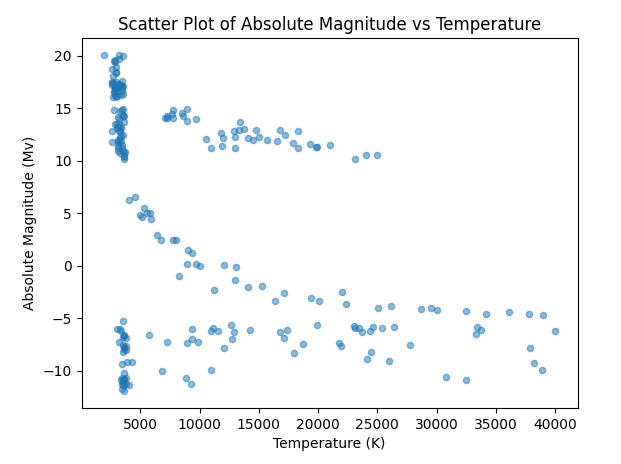 Scatter Plot of Absolute Magnitude vs Temperature
Absolute Magnitude (Mv)
20
15
10
5
0
−5
−10
5000 10000 15000 20000 25000 30000 35000 40000
Temperature (K)